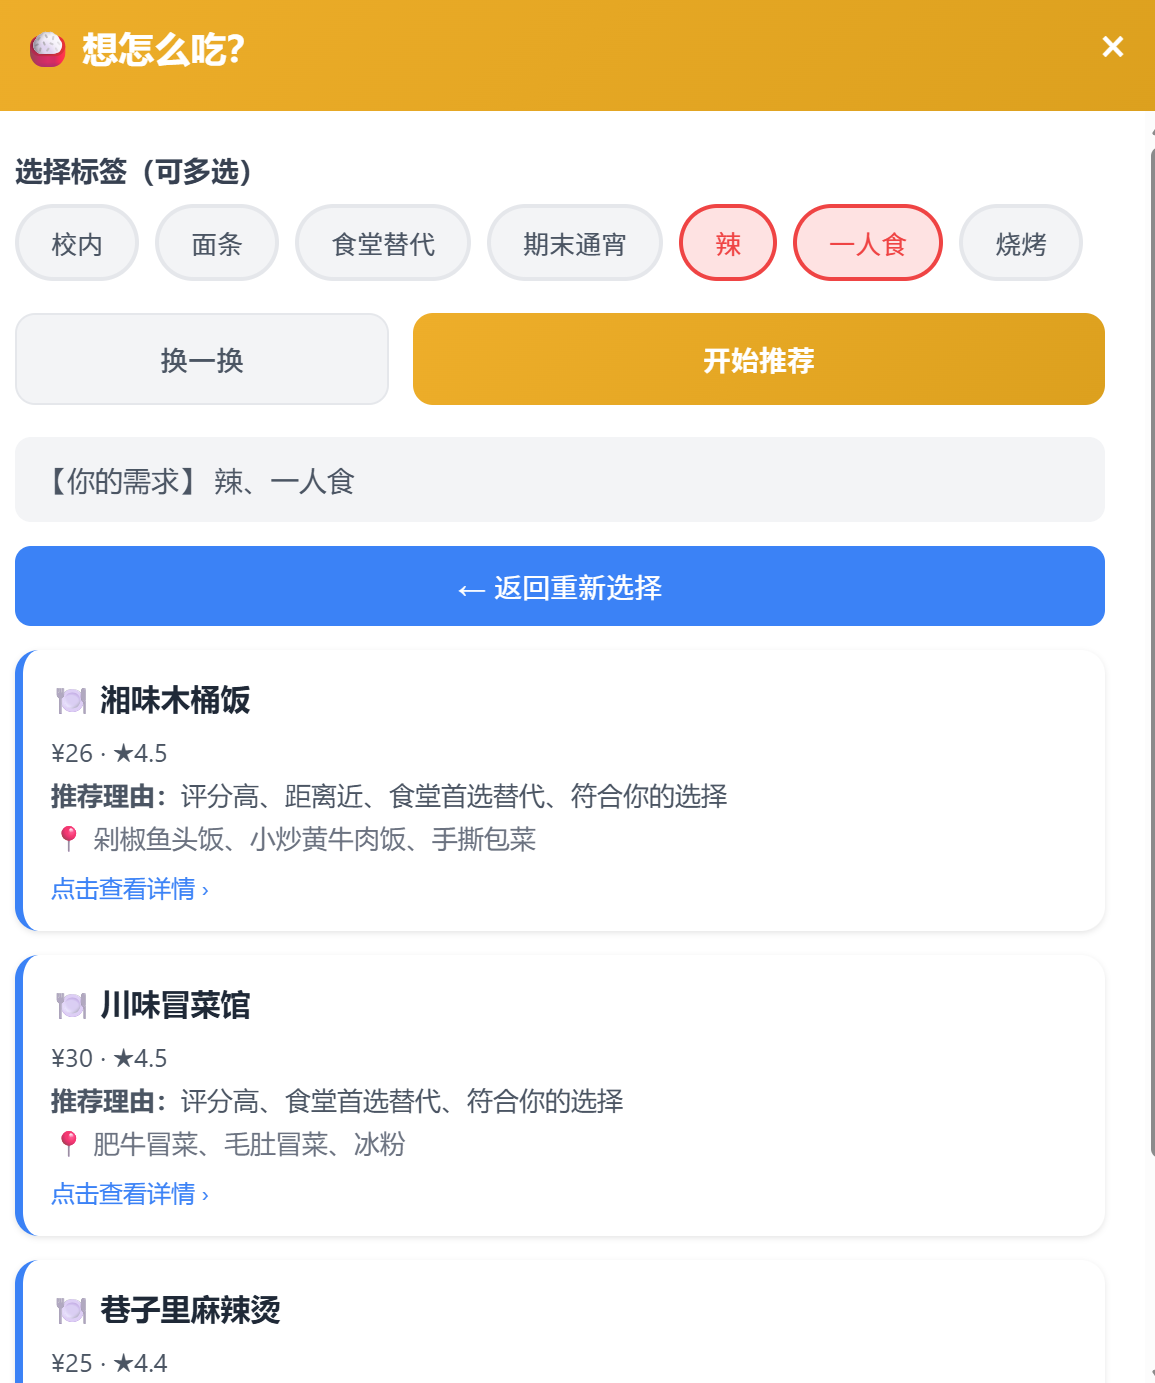 想怎么吃?
×
选择标签（可多选）
校内 面条 食堂替代 期末通宵 辣 一人食 烧烤
换一换 开始推荐
【你的需求】 辣、一人食
← 返回重新选择
湘味木桶饭
¥26 · ★4.5
推荐理由：评分高、距离近、食堂首选替代、符合你的选择
剁椒鱼头饭、小炒黄牛肉饭、手撕包菜
点击查看详情 ›
川味冒菜馆
¥30 · ★4.5
推荐理由：评分高、食堂首选替代、符合你的选择
肥牛冒菜、毛肚冒菜、冰粉
点击查看详情 ›
巷子里麻辣烫
¥25 · ★4.4